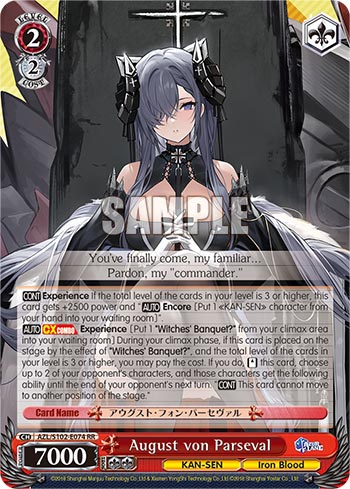 LEVEL
2
2
COST
SAMPLE
You've finally come, my familiar...
Pardon, my "commander."
CONT Experience If the total level of the cards in your level is 3 or higher, this
card gets +2500 power and "AUTO Encore [Put 1 «KAN-SEN» character from
your hand into your waiting room]".
AUTO CX COMBO Experience [Put 1 "Witches' Banquet?" from your climax area
into your waiting room] During your climax phase, if this card is placed on the
stage by the effect of "Witches' Banquet?", and the total level of cards in
your level is 3 or higher, you may pay the cost. If you do, choose
up to 2 of your opponent's characters, and those characters get the following
ability until the end of your opponent's next turn. "CONT This card cannot move
to another position of the stage."
Card Name アウグスト・フォン・パーセヴァル
CH AZL/S102-E074 RR
POWER 7000
August von Parseval
KAN-SEN Iron Blood